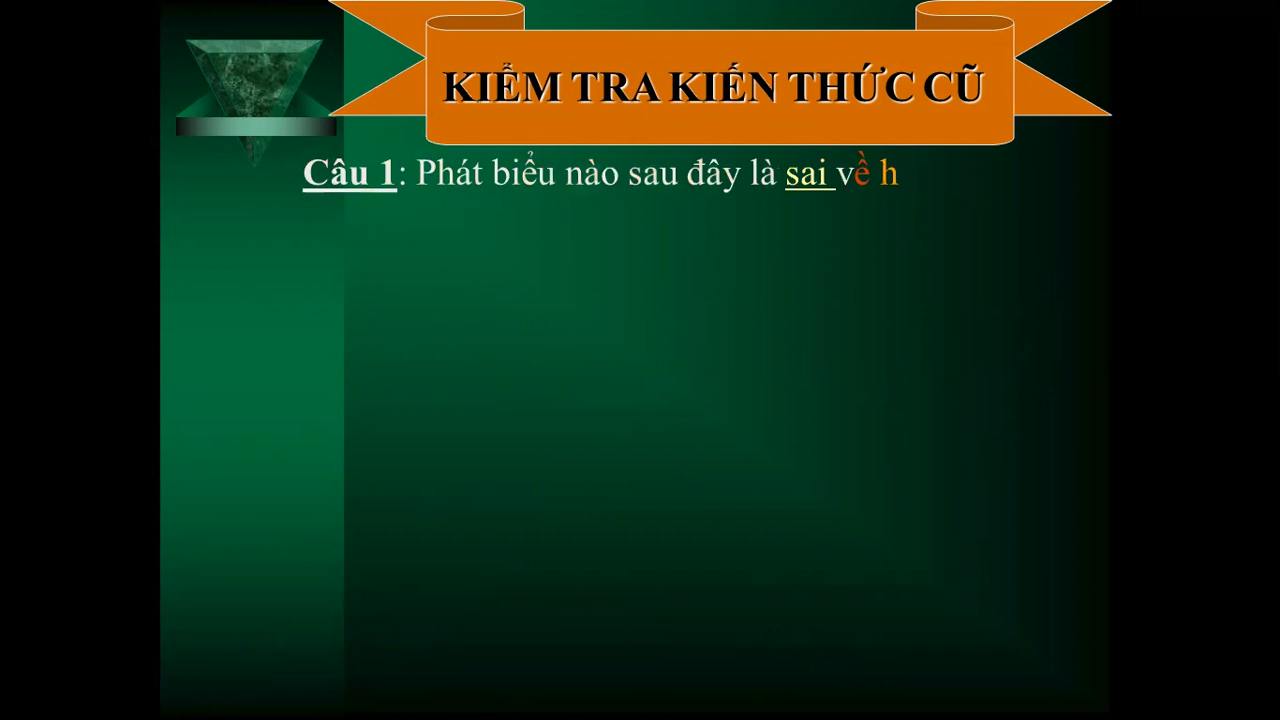 KIỂM TRA KIẾN THỨC CŨ
Câu 1: Phát biểu nào sau đây là sai về h